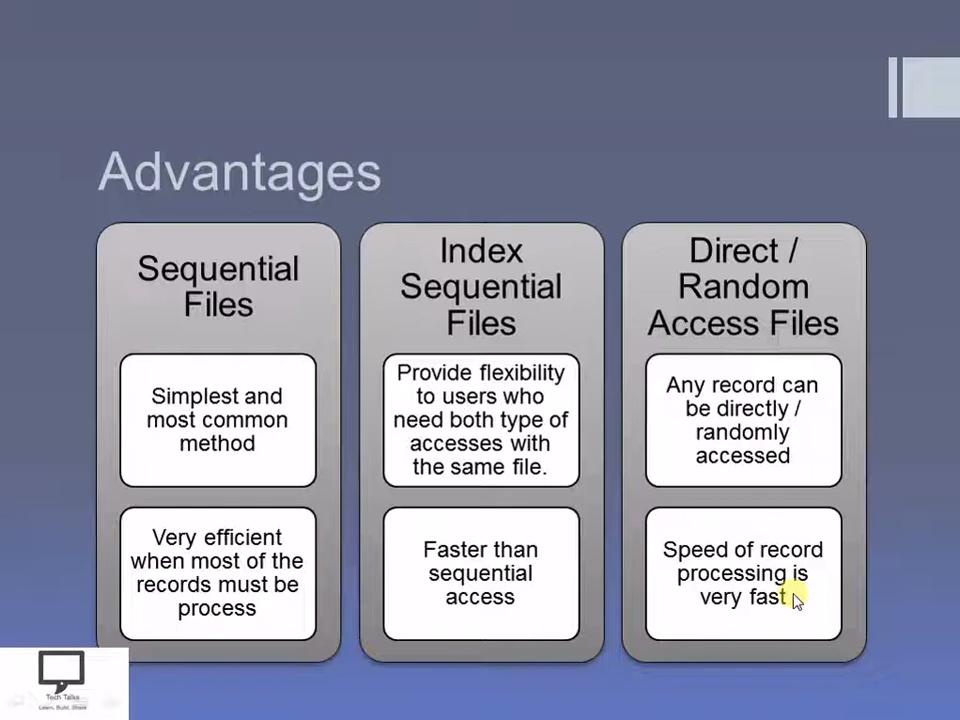 Advantages
Sequential
Files
Simplest and
most common
method
Very efficient
when most of the
records must be
process
Index
Sequential
Files
Provide flexibility
to users who
need both type of
accesses with
the same file.
Faster than
sequential
access
Direct /
Random
Access Files
Any record can
be directly /
randomly
accessed
Speed of record
processing is
very fast
Tech Talks
Learn, Build, Share